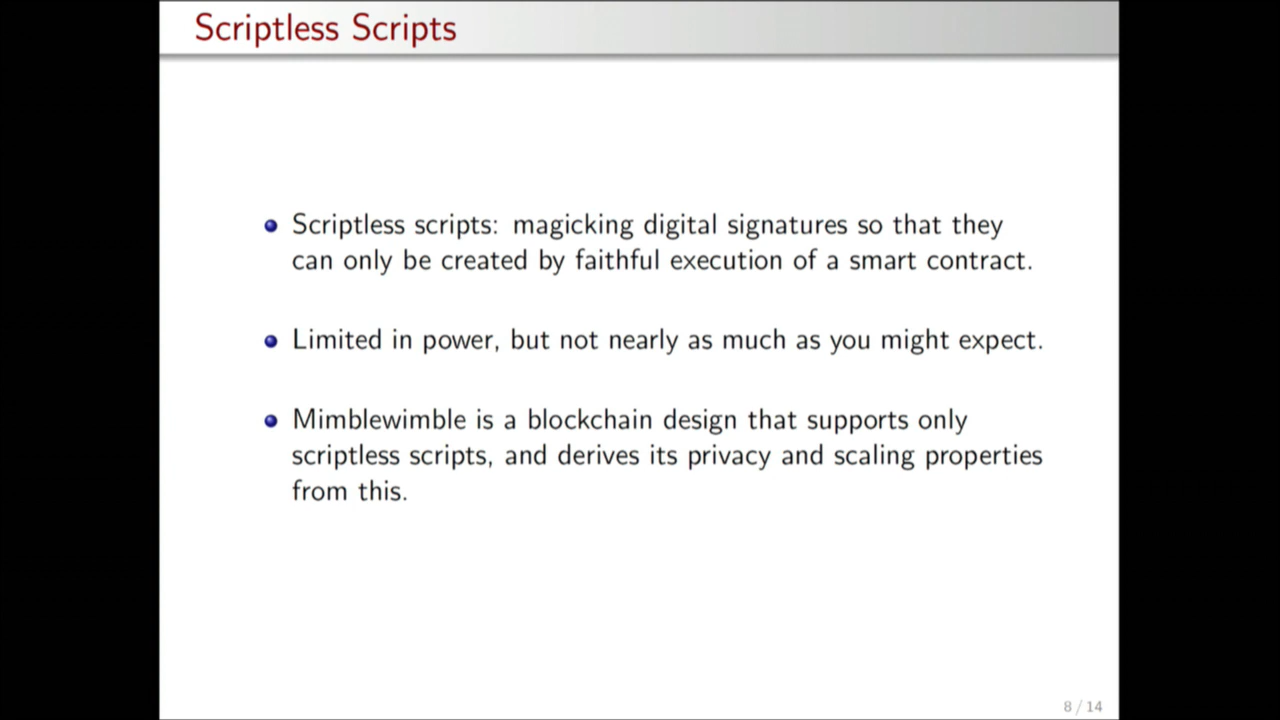 Scriptless Scripts
Scriptless scripts: magicking digital signatures so that they
can only be created by faithful execution of a smart contract.
Limited in power, but not nearly as much as you might expect.
Mimblewimble is a blockchain design that supports only
scriptless scripts, and derives its privacy and scaling properties
from this.
8 / 14